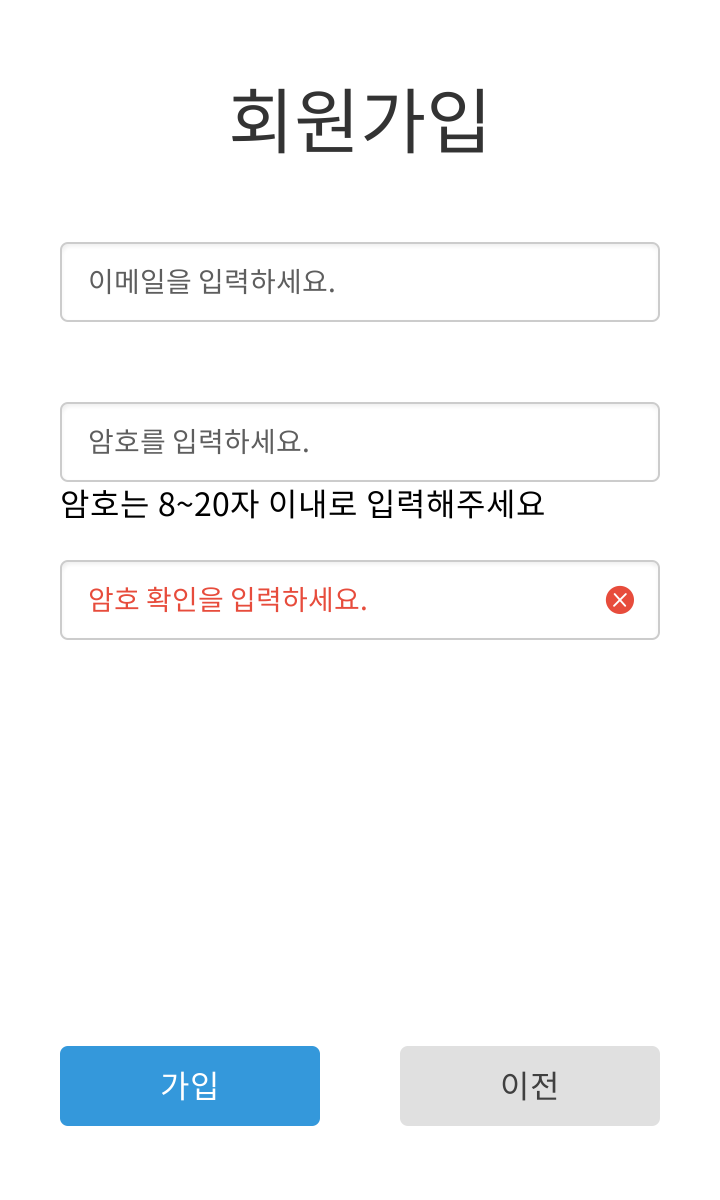 회원가입
이메일을 입력하세요.
암호를 입력하세요.
암호는 8~20자 이내로 입력해주세요
암호 확인을 입력하세요.
가입
이전